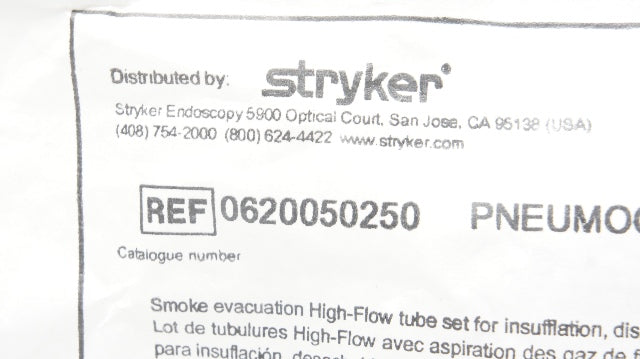 Distributed by: stryker
Stryker Endoscopy 5900 Optical Court, San Jose, CA 95138 (USA)
(408) 754-2000 (800) 624-4422 www.stryker.com
REF 0620050250 PNEUMO
Catalogue number
Smoke evacuation High-Flow tube set for insufflation, dis
Lot de tubulures High-Flow avec aspiration des gaz de
para insuflación,